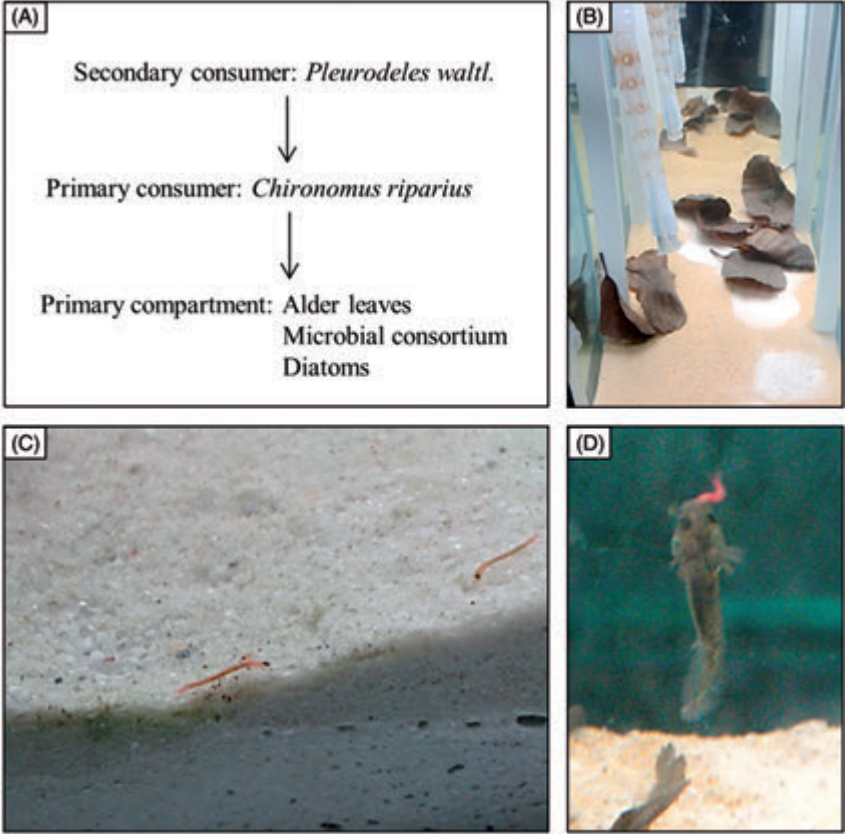 (A)
Secondary consumer: Pleurodeles waltl.
Primary consumer: Chironomus riparius
Primary compartment: Alder leaves
Microbial consortium
Diatoms
(B)
(C)
(D)